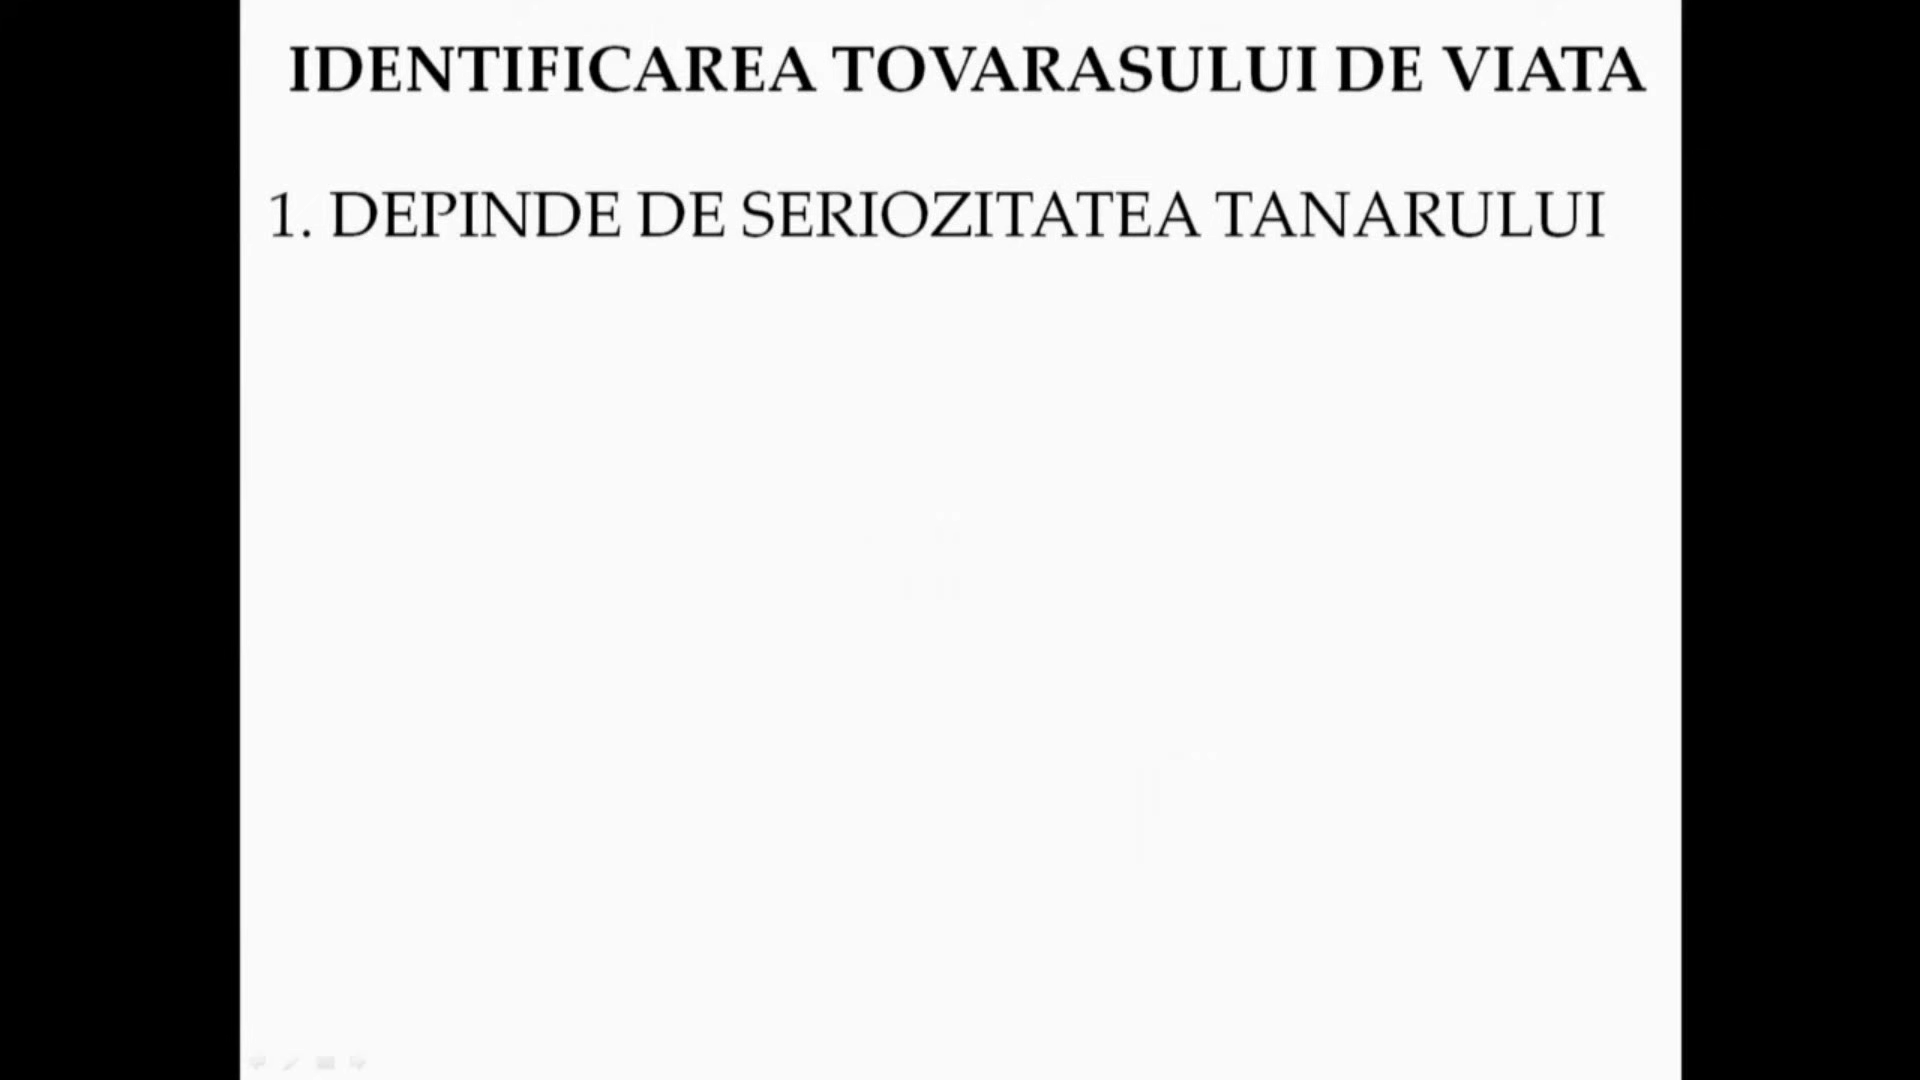 IDENTIFICAREA TOVARASULUI DE VIATA
1. DEPINDE DE SERIOZITATEA TANARULUI